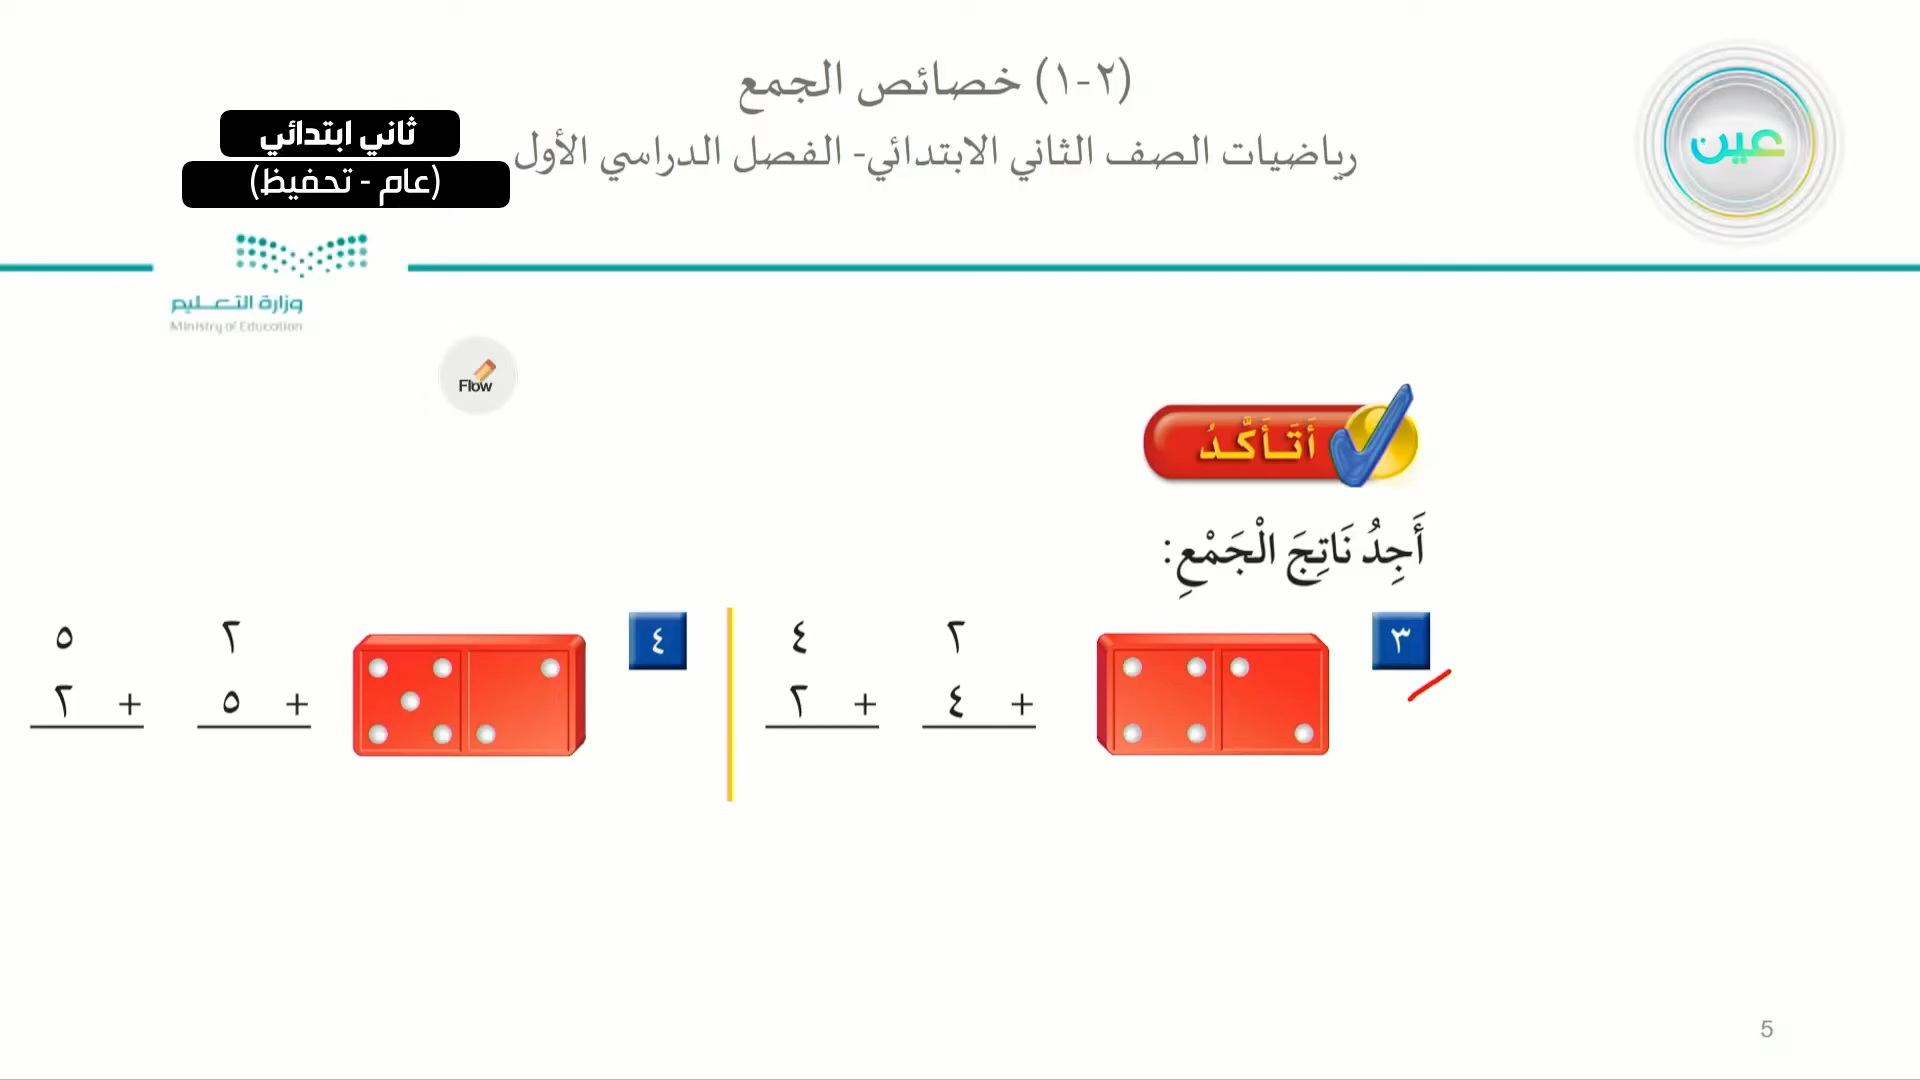 (٢-١) خصائص الجمع
رياضيات الصف الثاني الابتدائي- الفصل الدراسي الأول
عين
ثاني ابتدائي
(عام - تحفيظ)
وزارة التعليم
Ministry of Education
Flow
أَتَأَكَّدُ
أَجِدُ نَاتِجَ الْجَمْعِ:
٣
٢
+ ٤
٤
+ ٢
٤
٢
+ ٥
٥
+ ٢
5